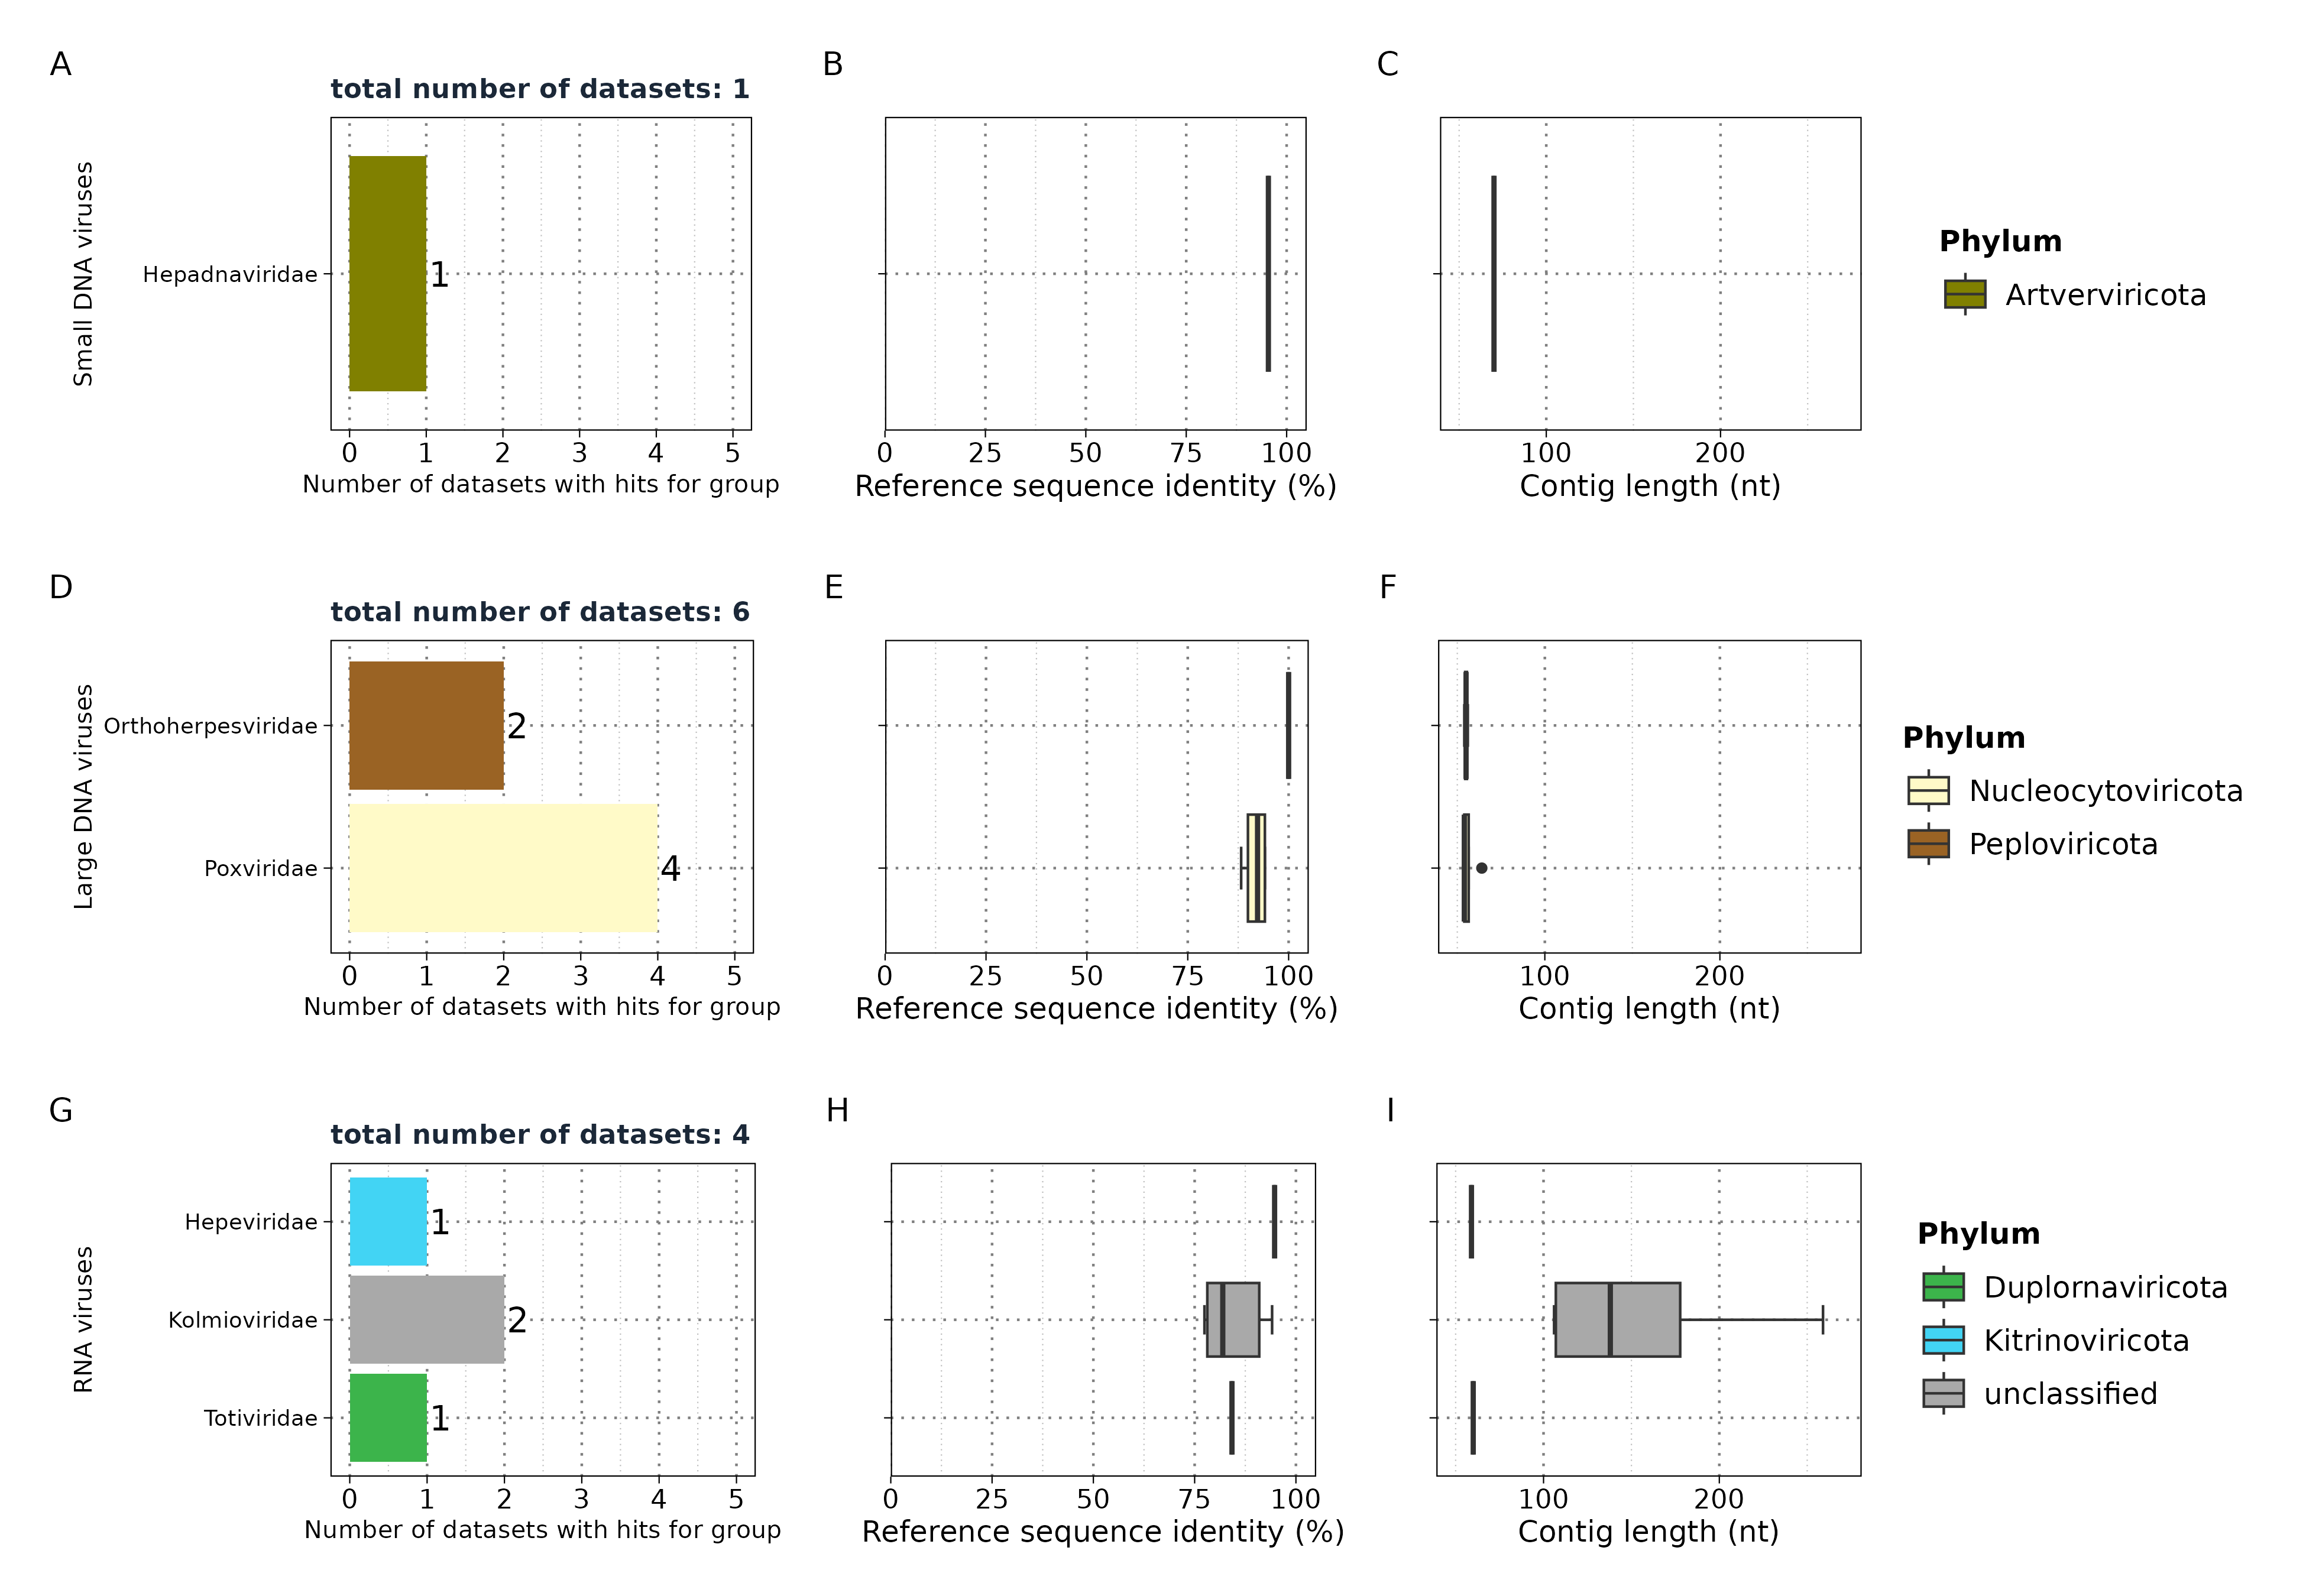 A
total number of datasets: 1
Small DNA viruses
Hepadnaviridae
1
0 1 2 3 4 5
Number of datasets with hits for group
B
0 25 50 75 100
Reference sequence identity (%)
C
100 200
Contig length (nt)
Phylum
Artverviricota
D
total number of datasets: 6
Large DNA viruses
Orthoherpesviridae
2
Poxviridae
4
0 1 2 3 4 5
Number of datasets with hits for group
E
0 25 50 75 100
Reference sequence identity (%)
F
100 200
Contig length (nt)
Phylum
Nucleocytoviricota
Peploviricota
G
total number of datasets: 4
RNA viruses
Hepeviridae
1
Kolmioviridae
2
Totiviridae
1
0 1 2 3 4 5
Number of datasets with hits for group
H
0 25 50 75 100
Reference sequence identity (%)
I
100 200
Contig length (nt)
Phylum
Duplornaviricota
Kitrinoviricota
unclassified